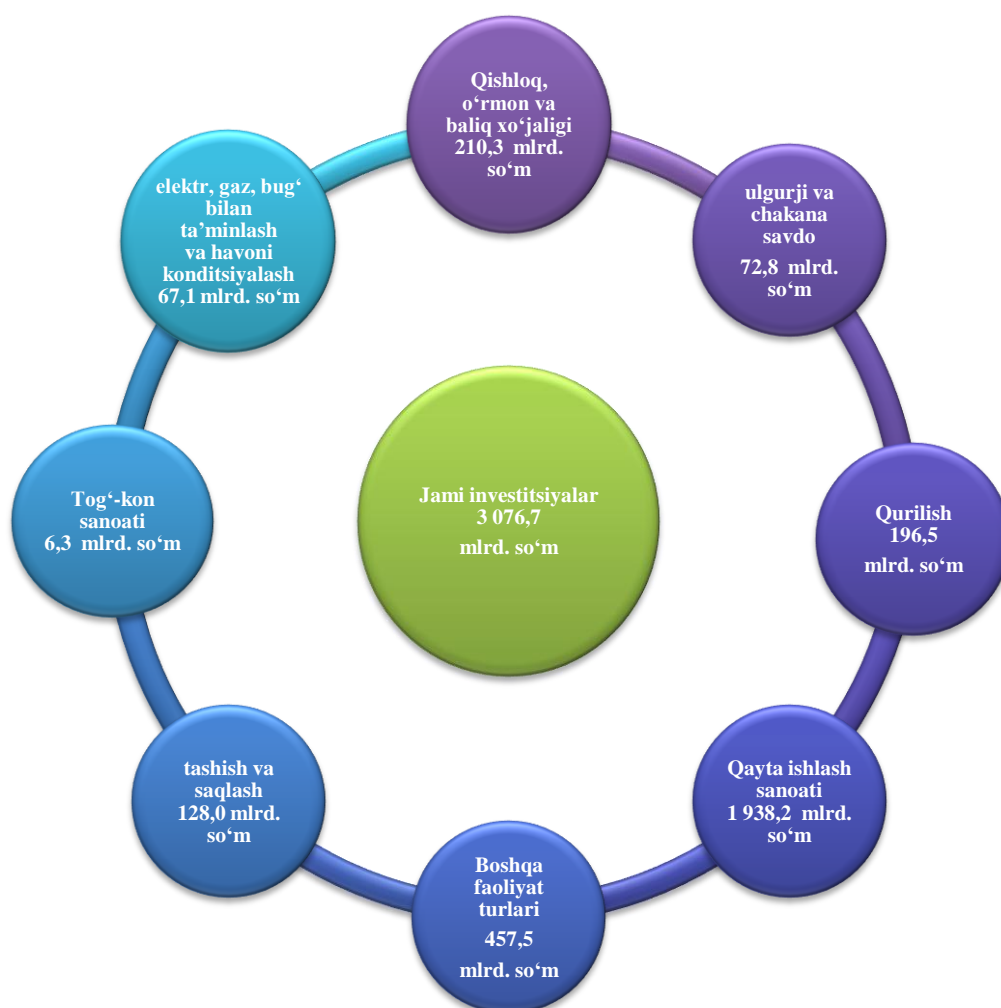 Qishloq,
o‘rmon va
baliq xo‘jaligi
210,3 mlrd.
so‘m
ulgurji va
chakana
savdo
72,8 mlrd.
so‘m
Qurilish
196,5
mlrd. so‘m
Qayta ishlash
sanoati
1 938,2 mlrd.
so‘m
Boshqa
faoliyat
turlari
457,5
mlrd. so‘m
tashish va
saqlash
128,0 mlrd.
so‘m
Tog‘-kon
sanoati
6,3 mlrd. so‘m
elektr, gaz, bug‘
bilan
ta’minlash
va havoni
konditsiyalash
67,1 mlrd. so‘m
Jami investitsiyalar
3 076,7
mlrd. so‘m